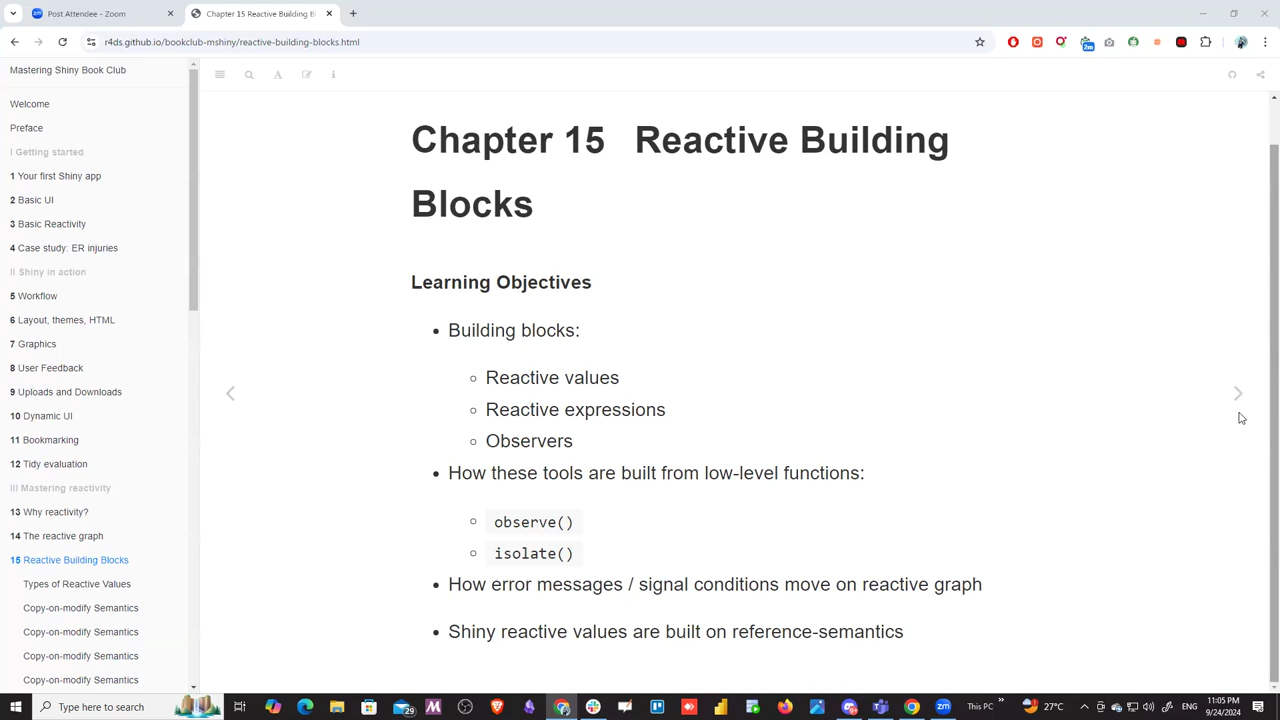 Post Attendee - Zoom
Chapter 15 Reactive Building Bl
r4ds.github.io/bookclub-mshiny/reactive-building-blocks.html
2m
Mastering Shiny Book Club
Welcome
Preface
I Getting started
1 Your first Shiny app
2 Basic UI
3 Basic Reactivity
4 Case study: ER injuries
II Shiny in action
5 Workflow
6 Layout, themes, HTML
7 Graphics
8 User Feedback
9 Uploads and Downloads
10 Dynamic UI
11 Bookmarking
12 Tidy evaluation
III Mastering reactivity
13 Why reactivity?
14 The reactive graph
15 Reactive Building Blocks
Types of Reactive Values
Copy-on-modify Semantics
Copy-on-modify Semantics
Copy-on-modify Semantics
Copy-on-modify Semantics
Chapter 15 Reactive Building
Blocks
Learning Objectives
• Building blocks:
○ Reactive values
○ Reactive expressions
○ Observers
• How these tools are built from low-level functions:
○ observe()
○ isolate()
• How error messages / signal conditions move on reactive graph
• Shiny reactive values are built on reference-semantics
Type here to search
29
This PC
27°C
11:05 PM
9/24/2024